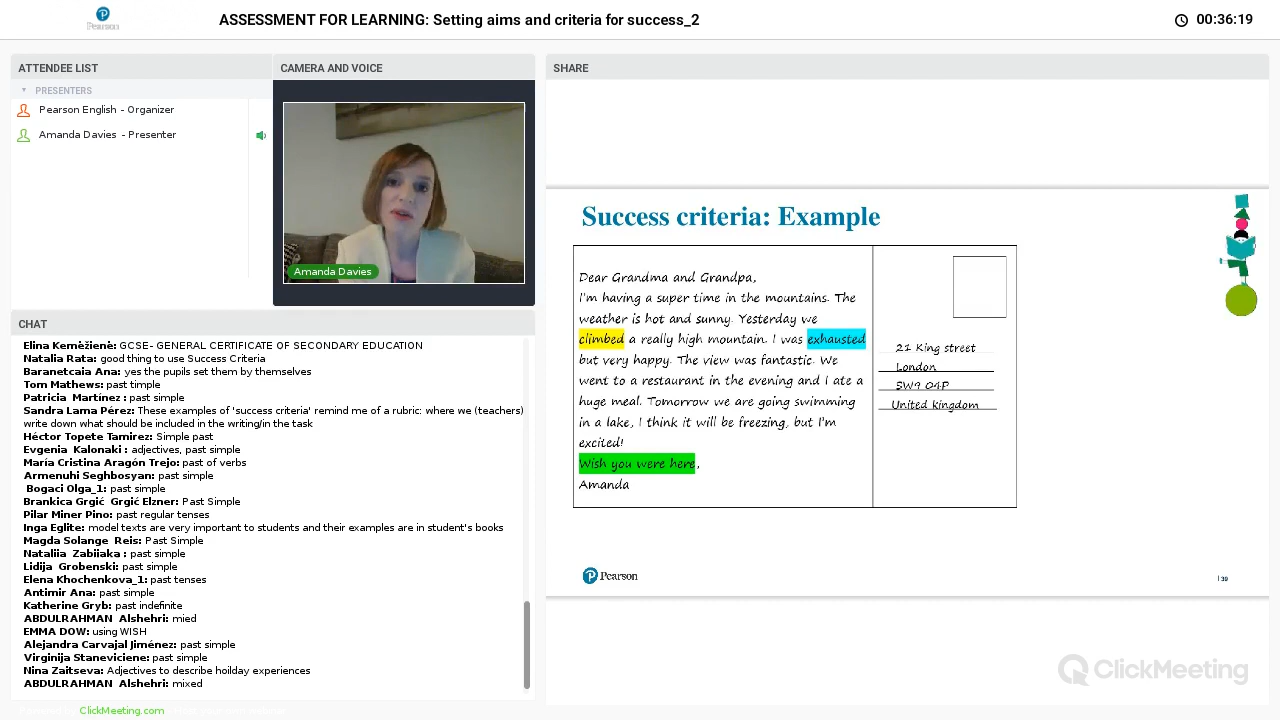 Pearson
ASSESSMENT FOR LEARNING: Setting aims and criteria for success_2
00:36:19
ATTENDEE LIST
PRESENTERS
Pearson English - Organizer
Amanda Davies - Presenter
CAMERA AND VOICE
Amanda Davies
CHAT
Elina Kemėžienė: GCSE- GENERAL CERTIFICATE OF SECONDARY EDUCATION
Natalia Rata: good thing to use Success Criteria
Baranetcaia Ana: yes the pupils set them by themselves
Tom Mathews: past timple
Patricia Martínez : past simple
Sandra Lama Pérez: These examples of 'success criteria' remind me of a rubric: where we (teachers)
write down what should be included in the writing/in the task
Héctor Topete Tamirez: Simple past
Evgenia Kalonaki : adjectives, past simple
María Cristina Aragón Trejo: past of verbs
Armenuhi Seghbosyan: past simple
Bogaci Olga_1: past simple
Brankica Grgić Grgić Elzner: Past Simple
Pilar Miner Pino: past regular tenses
Inga Eglite: model texts are very important to students and their examples are in student's books
Magda Solange Reis: Past Simple
Nataliia Zabiiaka : past simple
Lidija Grobenski: past simple
Elena Khochenkova_1: past tenses
Antimir Ana: past simple
Katherine Gryb: past indefinite
ABDULRAHMAN Alshehri: mied
EMMA DOW: using WISH
Alejandra Carvajal Jiménez: past simple
Virginija Staneviciene: past simple
Nina Zaitseva: Adjectives to describe hoilday experiences
ABDULRAHMAN Alshehri: mixed
ClickMeeting.com
SHARE
Success criteria: Example
Dear Grandma and Grandpa,
I'm having a super time in the mountains. The
weather is hot and sunny. Yesterday we
climbed a really high mountain. I was exhausted
but very happy. The view was fantastic. We
went to a restaurant in the evening and I ate a
huge meal. Tomorrow we are going swimming
in a lake, I think it will be freezing, but I'm
excited!
Wish you were here,
Amanda
21 King street
London
SW9 04P
United kingdom
Pearson
| 39
ClickMeeting